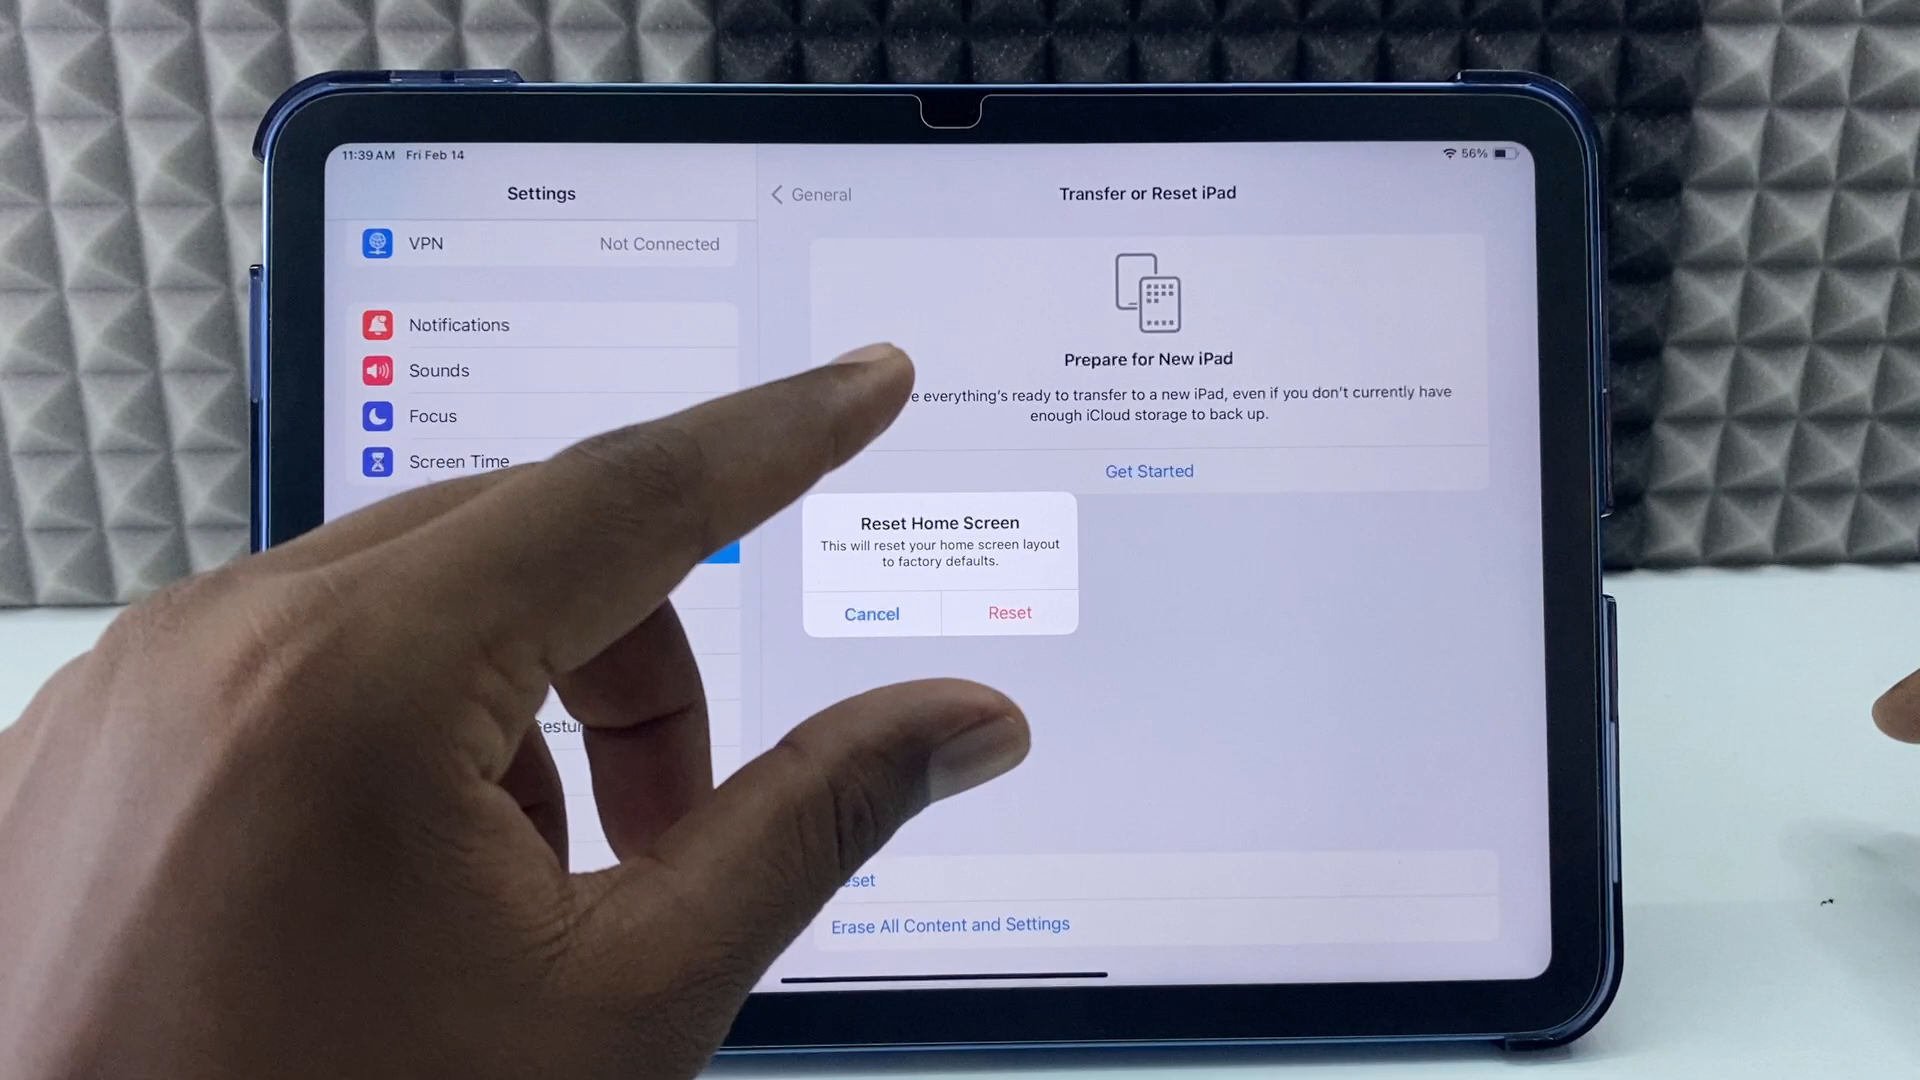 11:39 AM Fri Feb 14
56%
Settings
VPN
Not Connected
Notifications
Sounds
Focus
Screen Time
General
Transfer or Reset iPad
Prepare for New iPad
everything's ready to transfer to a new iPad, even if you don't currently have
enough iCloud storage to back up.
Get Started
Reset Home Screen
This will reset your home screen layout
to factory defaults.
Cancel
Reset
Erase All Content and Settings